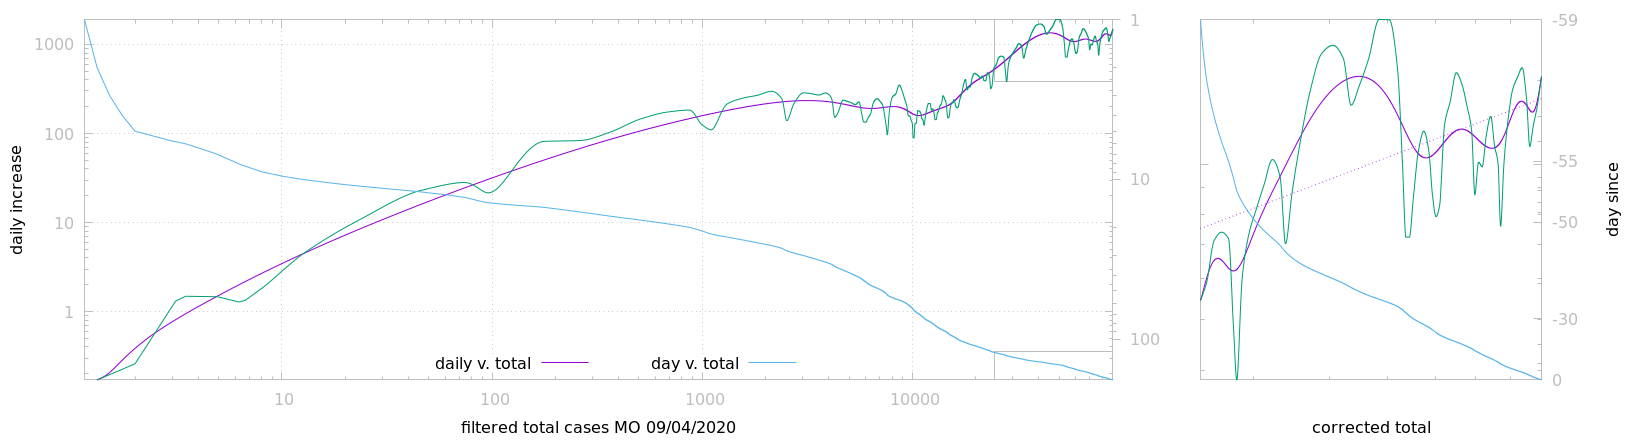 daily increase
1000
100
10
1
daily v. total
day v. total
10
100
1000
10000
filtered total cases MO 09/04/2020
1
10
100
-59
-55
-50
-30
0
day since
corrected total